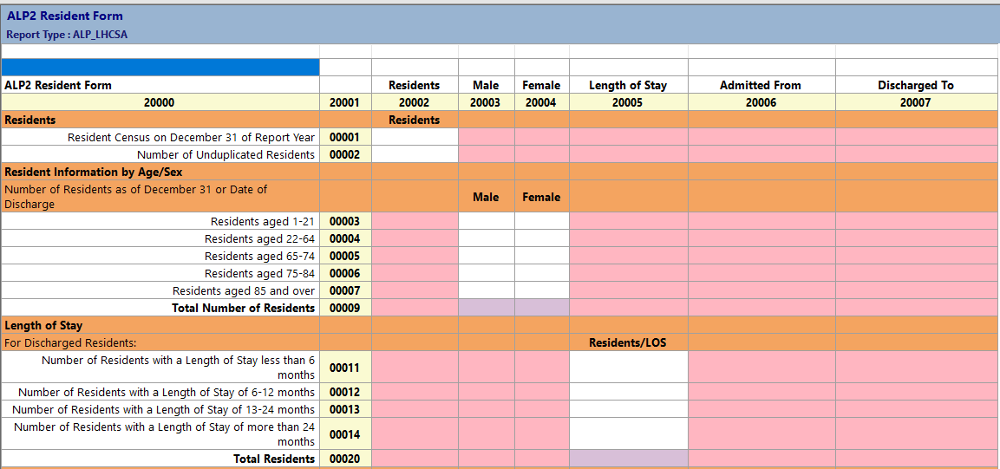 ALP2 Resident Form
Report Type : ALP_LHCSA
ALP2 Resident Form Residents Male Female Length of Stay Admitted From Discharged To
20000 20001 20002 20003 20004 20005 20006 20007
Residents Residents
Resident Census on December 31 of Report Year 00001
Number of Unduplicated Residents 00002
Resident Information by Age/Sex
Number of Residents as of December 31 or Date of
Discharge Male Female
Residents aged 1-21 00003
Residents aged 22-64 00004
Residents aged 65-74 00005
Residents aged 75-84 00006
Residents aged 85 and over 00007
Total Number of Residents 00009
Length of Stay
For Discharged Residents: Residents/LOS
Number of Residents with a Length of Stay less than 6
months 00011
Number of Residents with a Length of Stay of 6-12 months 00012
Number of Residents with a Length of Stay of 13-24 months 00013
Number of Residents with a Length of Stay of more than 24
months 00014
Total Residents 00020